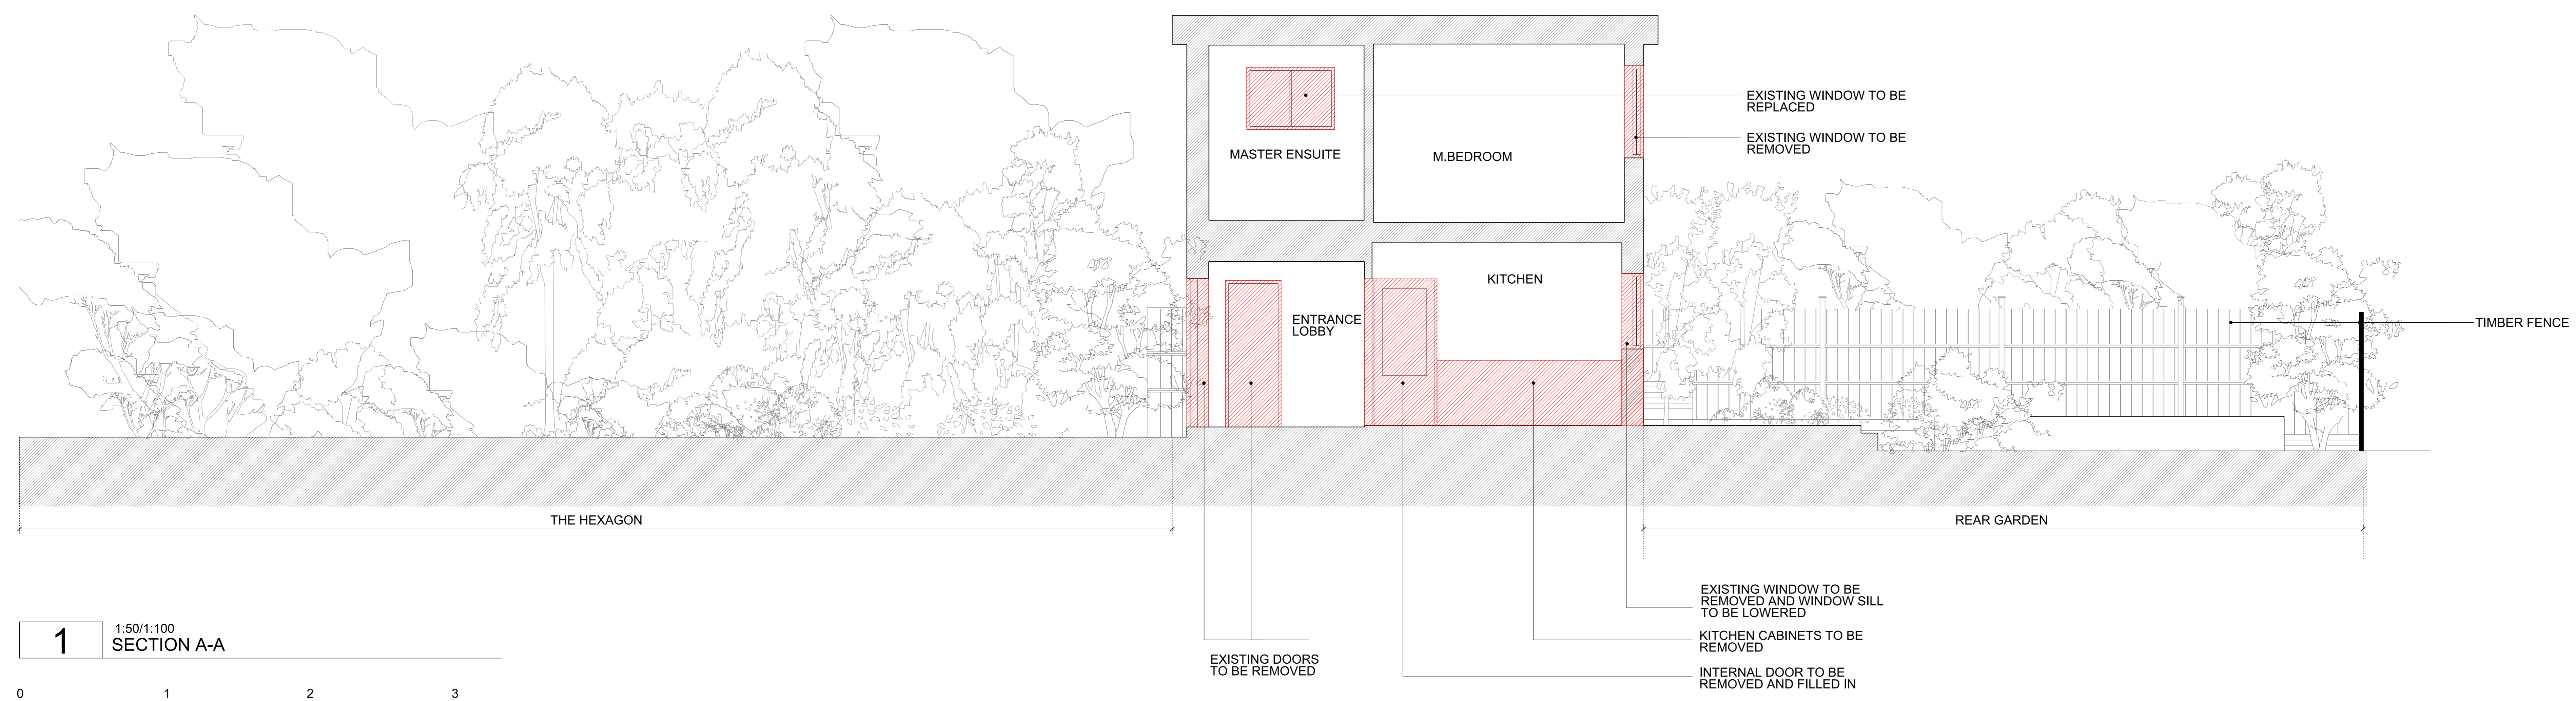 EXISTING WINDOW TO BE
REPLACED
EXISTING WINDOW TO BE
REMOVED
MASTER ENSUITE
M.BEDROOM
KITCHEN
ENTRANCE
LOBBY
TIMBER FENCE
THE HEXAGON
REAR GARDEN
EXISTING WINDOW TO BE
REMOVED AND WINDOW SILL
TO BE LOWERED
KITCHEN CABINETS TO BE
REMOVED
INTERNAL DOOR TO BE
REMOVED AND FILLED IN
EXISTING DOORS
TO BE REMOVED
1
1:50/1:100
SECTION A-A
0 1 2 3